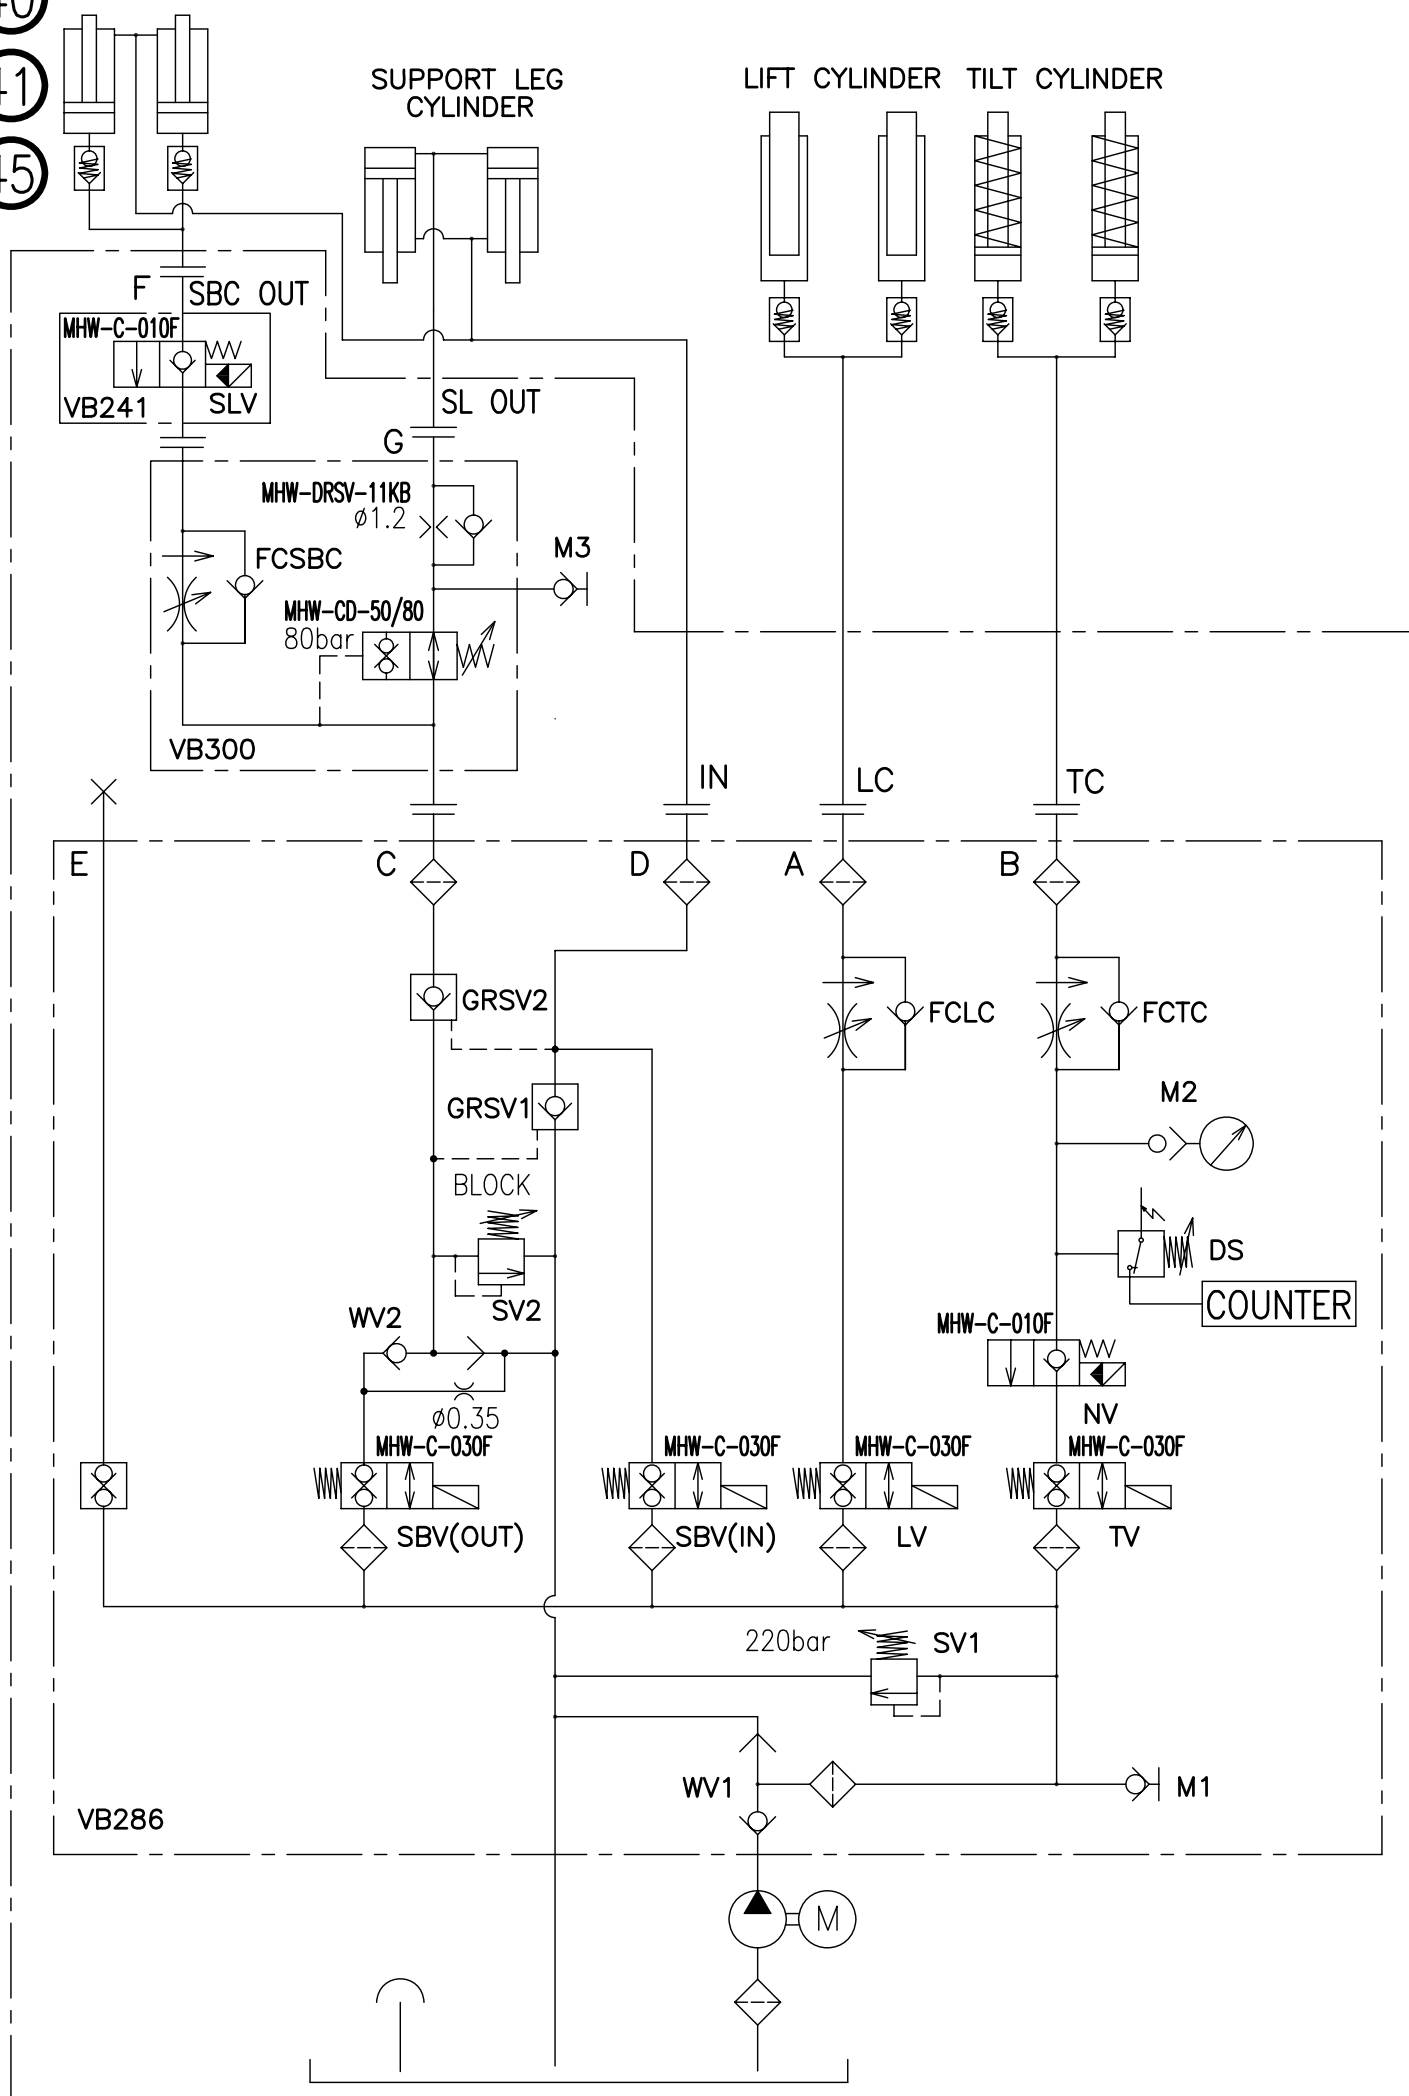 41
45
SUPPORT LEG
CYLINDER
LIFT CYLINDER
TILT CYLINDER
F
SBC OUT
MHW-C-010F
VB241
SLV
SL OUT
G
MHW-DRSV-11KB
ø1.2
FCSBC
M3
MHW-CD-50/80
80bar
VB300
IN
LC
TC
E
C
D
A
B
GRSV2
FCLC
FCTC
GRSV1
M2
BLOCK
DS
SV2
COUNTER
WV2
MHW-C-010F
ø0.35
NV
MHW-C-030F
MHW-C-030F
MHW-C-030F
MHW-C-030F
SBV(OUT)
SBV(IN)
LV
TV
220bar
SV1
WV1
M1
VB286
M